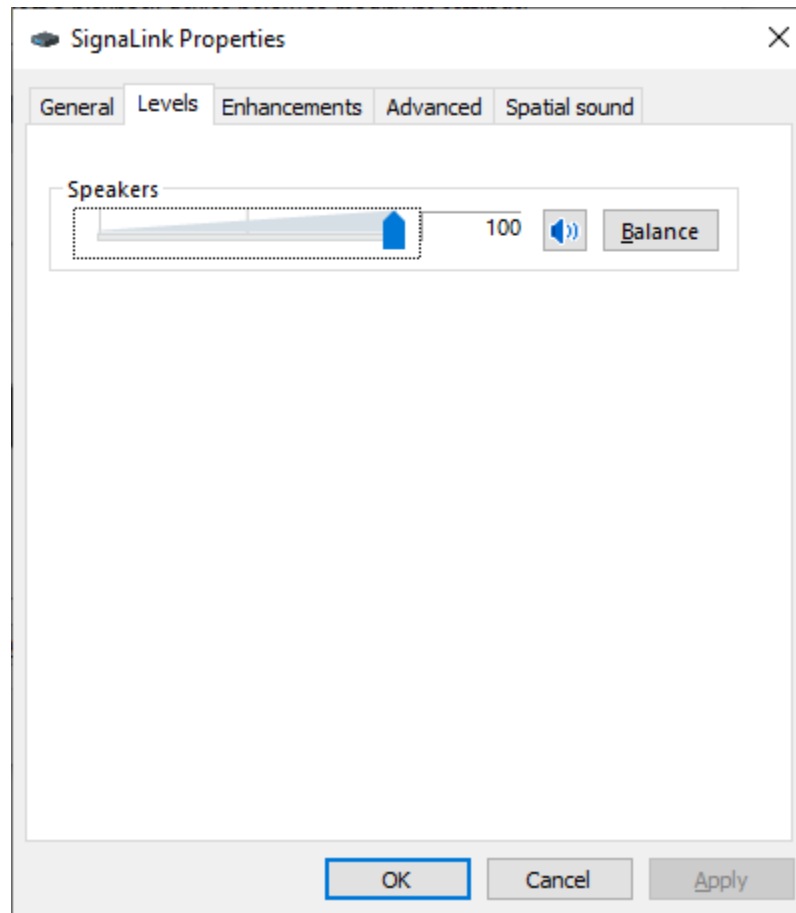 SignaLink Properties
General Levels Enhancements Advanced Spatial sound
Speakers
100 Balance
OK Cancel Apply